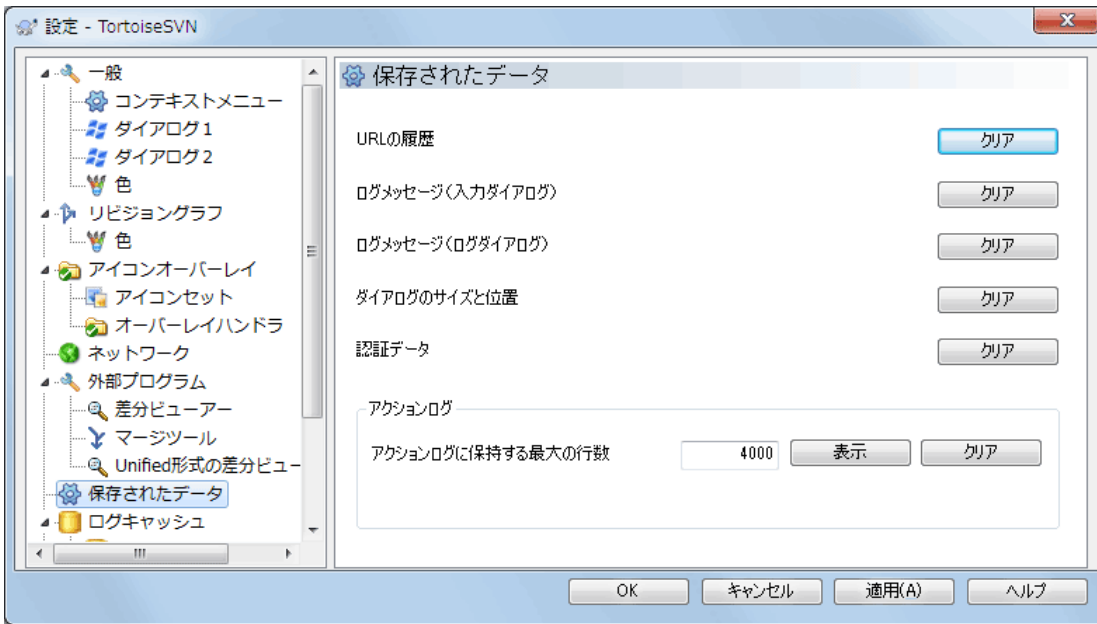 設定 - TortoiseSVN
一般
コンテキストメニュー
ダイアログ1
ダイアログ2
色
リビジョングラフ
色
アイコンオーバーレイ
アイコンセット
オーバーレイハンドラ
ネットワーク
外部プログラム
差分ビューアー
マージツール
Unified形式の差分ビュー
保存されたデータ
ログキャッシュ
保存されたデータ
URLの履歴
クリア
ログメッセージ(入力ダイアログ)
クリア
ログメッセージ(ログダイアログ)
クリア
ダイアログのサイズと位置
クリア
認証データ
クリア
アクションログ
アクションログに保持する最大の行数 4000 表示 クリア
OK キャンセル 適用(A) ヘルプ